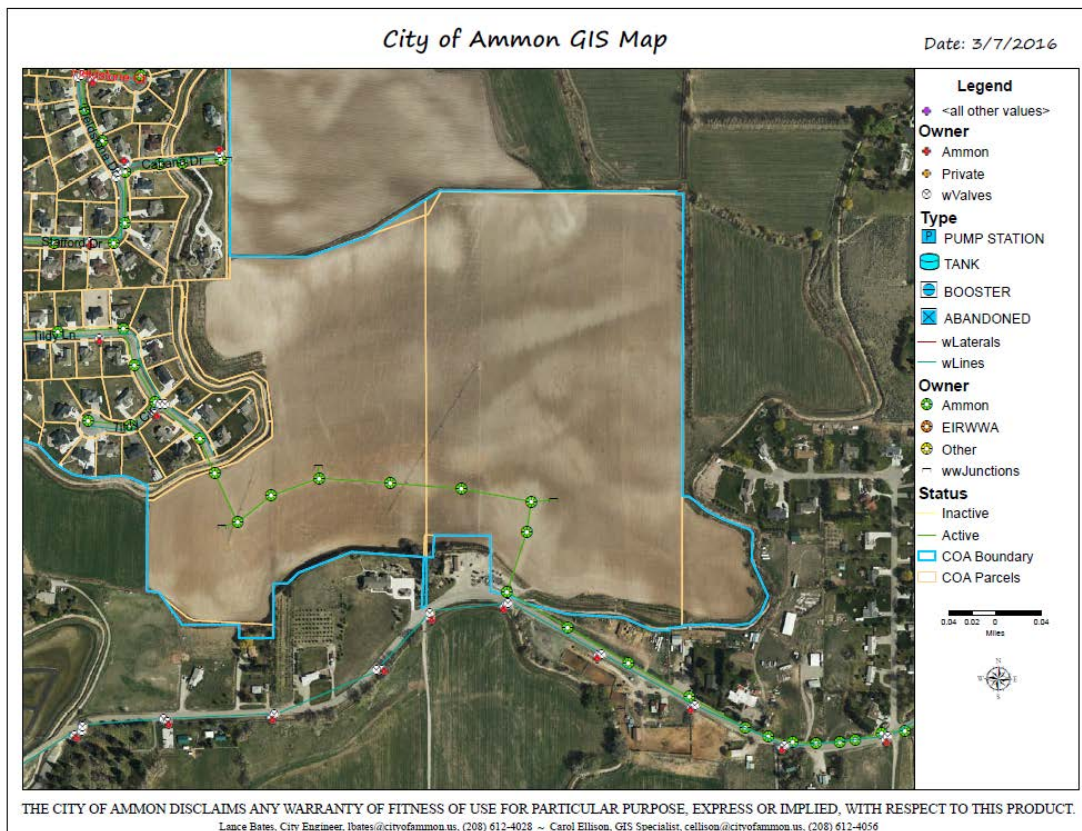 City of Ammon GIS Map
Date: 3/7/2016
Stafford Dr
Tildy Ln
Legend
<all other values>
Owner
Ammon
Private
wValves
Type
P PUMP STATION
TANK
BOOSTER
ABANDONED
wLaterals
wLines
Owner
Ammon
EIRWWA
Other
wwJunctions
Status
Inactive
Active
COA Boundary
COA Parcels
0.04 0.02 0 0.04
Miles
N
W E
S
THE CITY OF AMMON DISCLAIMS ANY WARRANTY OF FITNESS OF USE FOR PARTICULAR PURPOSE, EXPRESS OR IMPLIED, WITH RESPECT TO THIS PRODUCT.
Lance Bates, City Engineer, lbates@cityofammon.us, (208) 612-4028 ~ Carol Ellison, GIS Specialist, cellison@cityofammon.us, (208) 612-4056